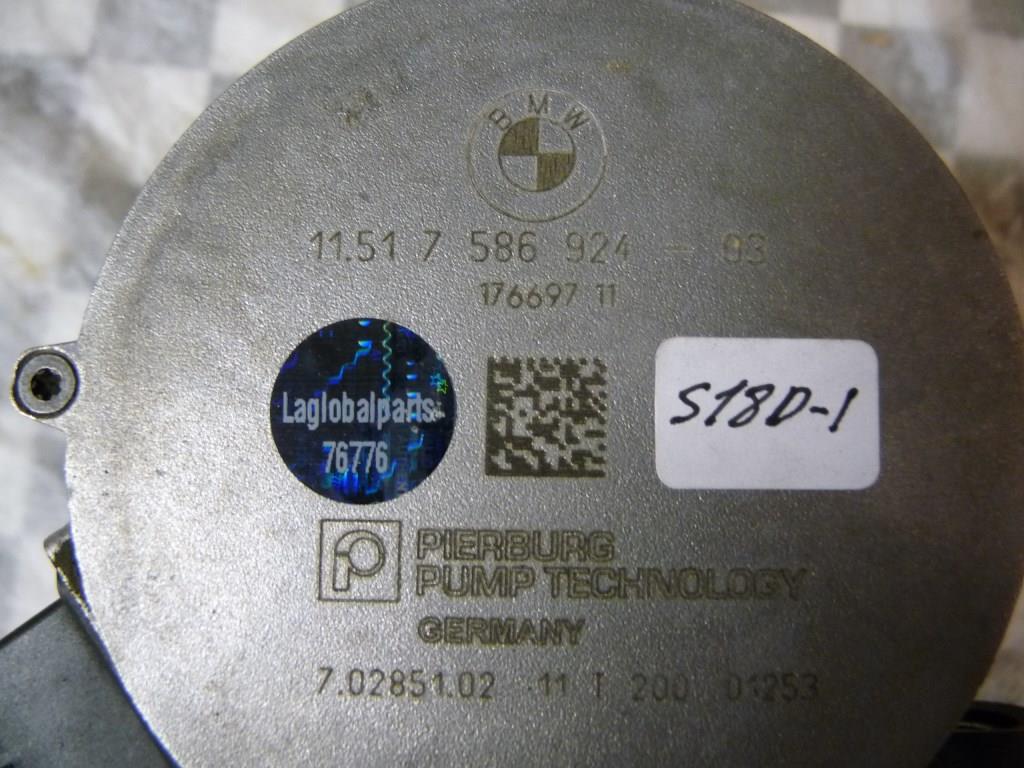 BMW
11.51 7 586 924 - 03
176697 11
Laglobalparts
76776
S18D-1
PIERBURG
PUMP TECHNOLOGY
GERMANY
7.02851.02 11 T 200 01253